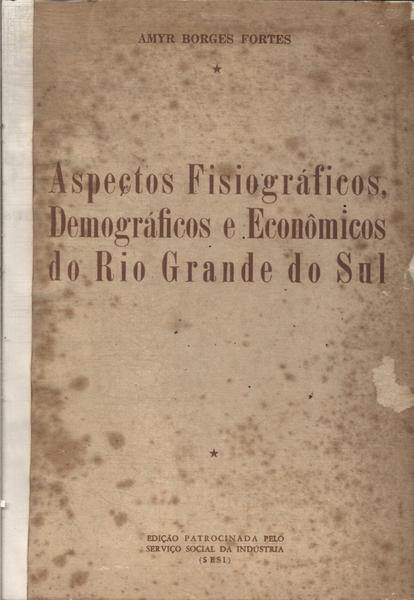 AMYR BORGES FORTES
Aspectos Fisiográficos,
Demográficos e Econômicos
do Rio Grande do Sul
EDIÇÃO PATROCINADA PELO
SERVIÇO SOCIAL DA INDÚSTRIA
(SESI)